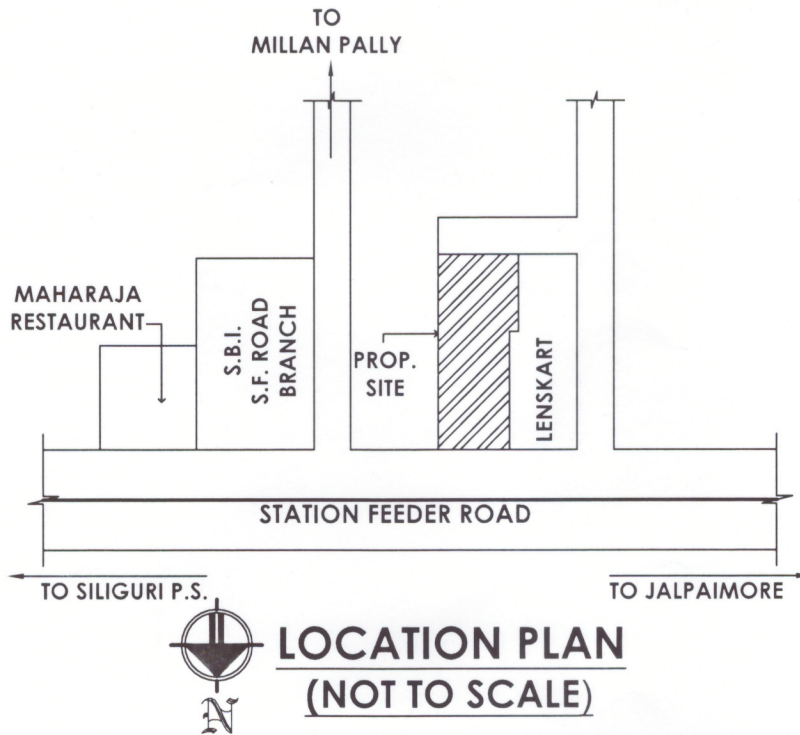 TO
MILLAN PALLY
MAHARAJA
RESTAURANT
S.B.I.
S.F. ROAD
BRANCH
PROP.
SITE
LENSKART
STATION FEEDER ROAD
TO SILIGURI P.S.
TO JALPAIMORE
LOCATION PLAN
(NOT TO SCALE)
N